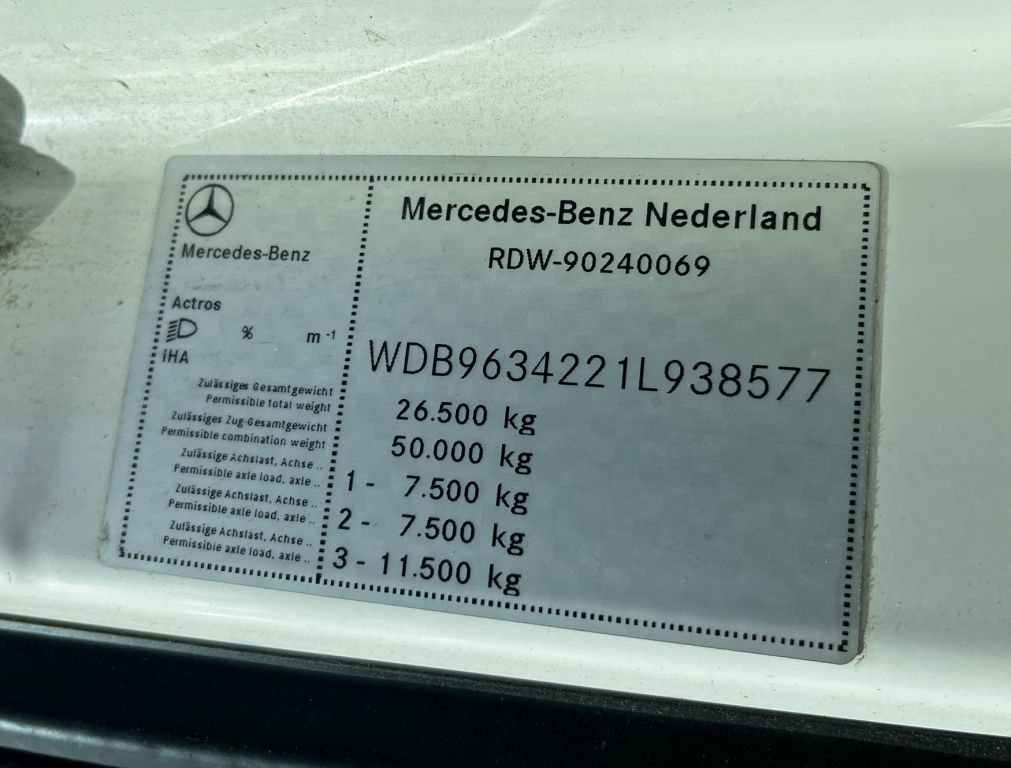 Mercedes-Benz
Mercedes-Benz Nederland
RDW-90240069
Actros
% m⁻¹
iHA
WDB9634221L938577
Zulässiges Gesamtgewicht
Permissible total weight
26.500 kg
Zulässiges Zug-Gesamtgewicht
Permissible combination weight
50.000 kg
Zulässige Achslast, Achse ..
Permissible axle load, axle ..
1 - 7.500 kg
Zulässige Achslast, Achse ..
Permissible axle load, axle ..
2 - 7.500 kg
Zulässige Achslast, Achse ..
Permissible axle load, axle ..
3 - 11.500 kg